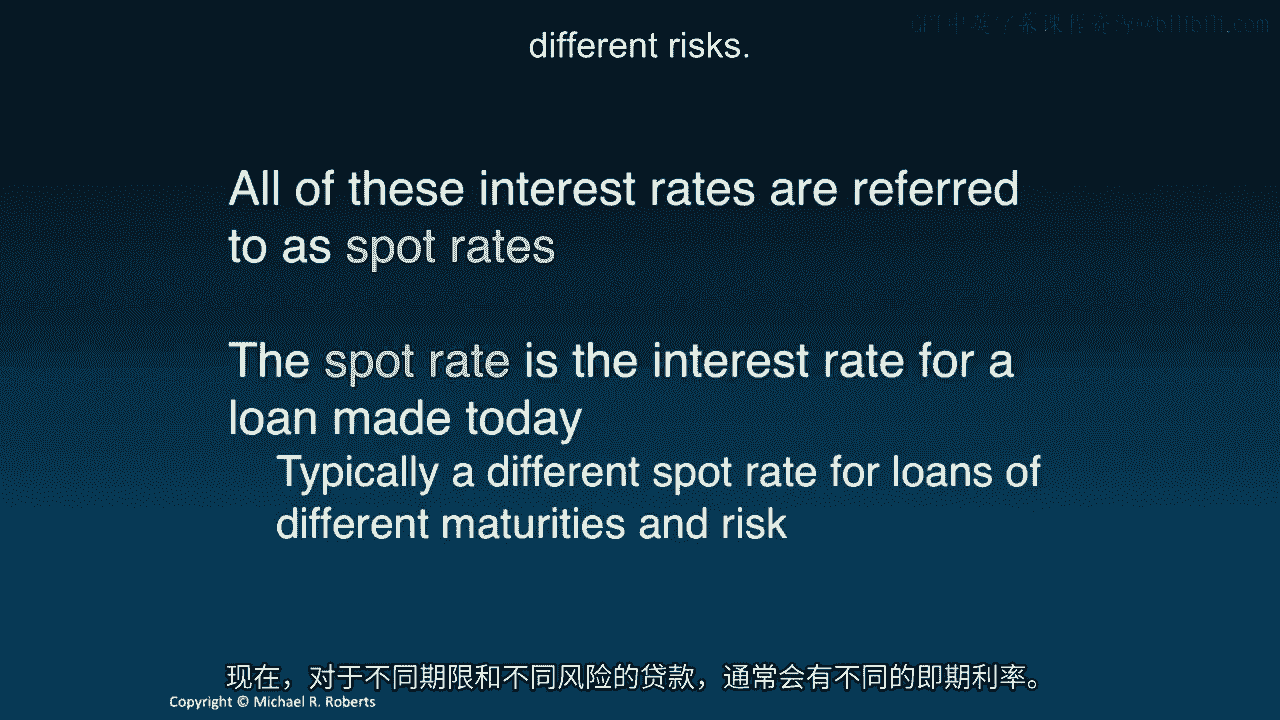 GPT中英字幕课程资源@bilibili.com
different risks.
All of these interest rates are referred
to as spot rates
The spot rate is the interest rate for a
loan made today
Typically a different spot rate for loans of
different maturities and risk
现在，对于不同期限和不同风险的贷款，通常会有不同的即期利率。
Copyright © Michael R. Roberts